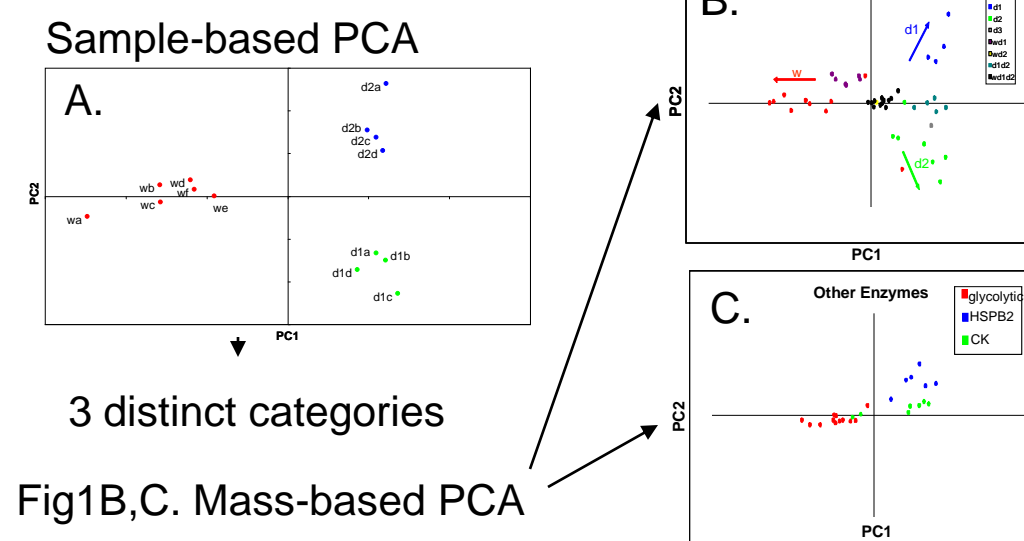 Sample-based PCA
A.
d2a
d2b
d2c
d2d
wd
wb
wf
wc
we
wa
d1a
d1b
d1d
d1c
PC2
PC1
3 distinct categories
Fig1B,C. Mass-based PCA
B.
d1
w
d2
PC2
PC1
d1
d2
d3
wd1
wd2
d1d2
wd1d2
C.
Other Enzymes
glycolytic
HSPB2
CK
PC2
PC1